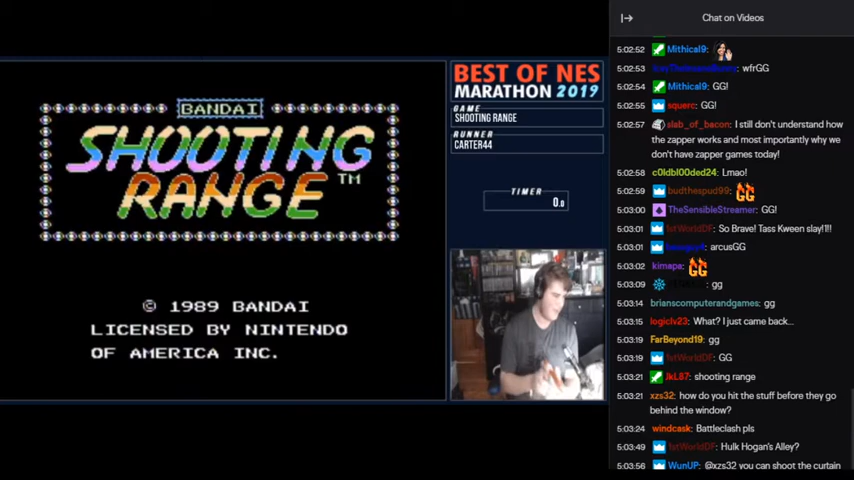 Chat on Videos
BANDAI
SHOOTING
RANGE TM
© 1989 BANDAI
LICENSED BY NINTENDO
OF AMERICA INC.
BEST OF NES
MARATHON 2019
GAME
SHOOTING RANGE
RUNNER
CARTER44
TIMER
0.0
5:02:52 Mithical9:
5:02:53 wfrGG
5:02:54 Mithical9: GG!
5:02:55 squerc: GG!
5:02:57 slab_of_bacon: I still don't understand how
the zapper works and most importantly why we
don't have zapper games today!
5:02:58 c0ldbl00ded24: Lmao!
5:02:59 budthespud99: GG
5:03:00 TheSensibleStreamer: GG!
5:03:01 1stWorldDF: So Brave! Tass Kween slay!1!
5:03:01 arcusGG
5:03:02 kimapa: GG
5:03:09 gg
5:03:14 brianscomputerandgames: gg
5:03:15 logiclv23: What? I just came back...
5:03:19 FarBeyond19: gg
5:03:19 1stWorldDF: GG
5:03:21 JkL87: shooting range
5:03:21 xzs32: how do you hit the stuff before they go
behind the window?
5:03:24 windcask: Battleclash pls
5:03:49 1stWorldDF: Hulk Hogan's Alley?
5:03:56 WunUP: @xzs32 you can shoot the curtain